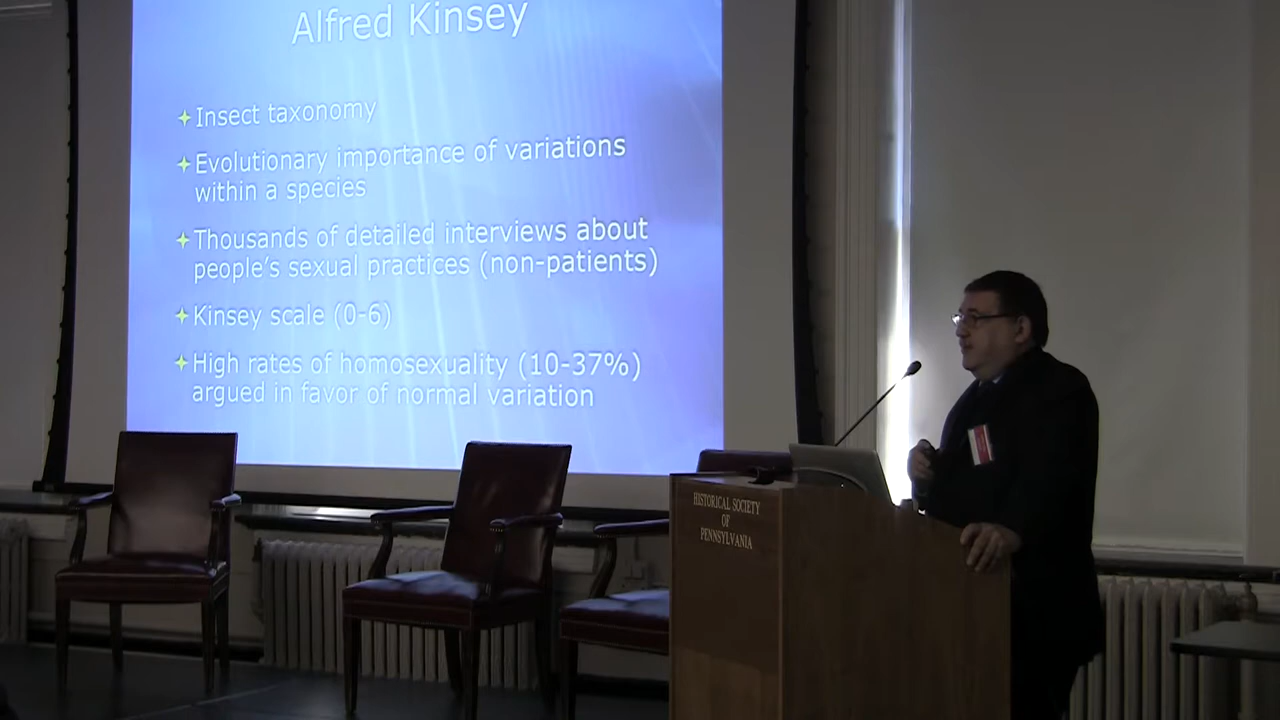 Alfred Kinsey
Insect taxonomy
Evolutionary importance of variations
within a species
Thousands of detailed interviews about
people's sexual practices (non-patients)
Kinsey scale (0-6)
High rates of homosexuality (10-37%)
argued in favor of normal variation
HISTORICAL SOCIETY
OF
PENNSYLVANIA